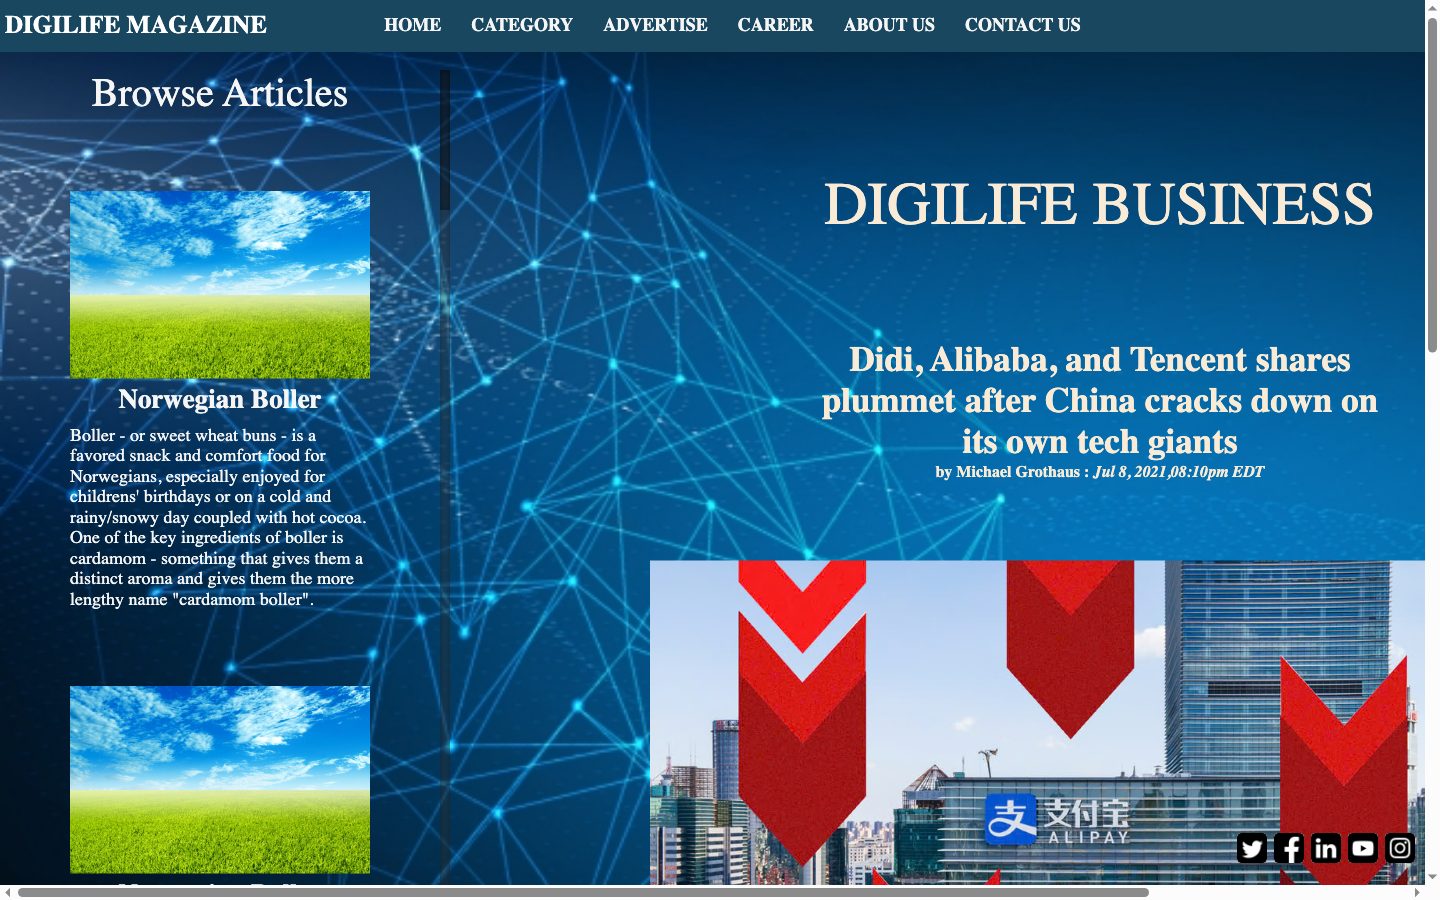 DIGILIFE MAGAZINE
HOME
CATEGORY
ADVERTISE
CAREER
ABOUT US
CONTACT US
Browse Articles
Norwegian Boller
Boller - or sweet wheat buns - is a
favored snack and comfort food for
Norwegians, especially enjoyed for
childrens' birthdays or on a cold and
rainy/snowy day coupled with hot cocoa.
One of the key ingredients of boller is
cardamom - something that gives them a
distinct aroma and gives them the more
lengthy name "cardamom boller".
DIGILIFE BUSINESS
Didi, Alibaba, and Tencent shares
plummet after China cracks down on
its own tech giants
by Michael Grothaus : Jul 8, 2021,08:10pm EDT
支 支付宝
ALIPAY